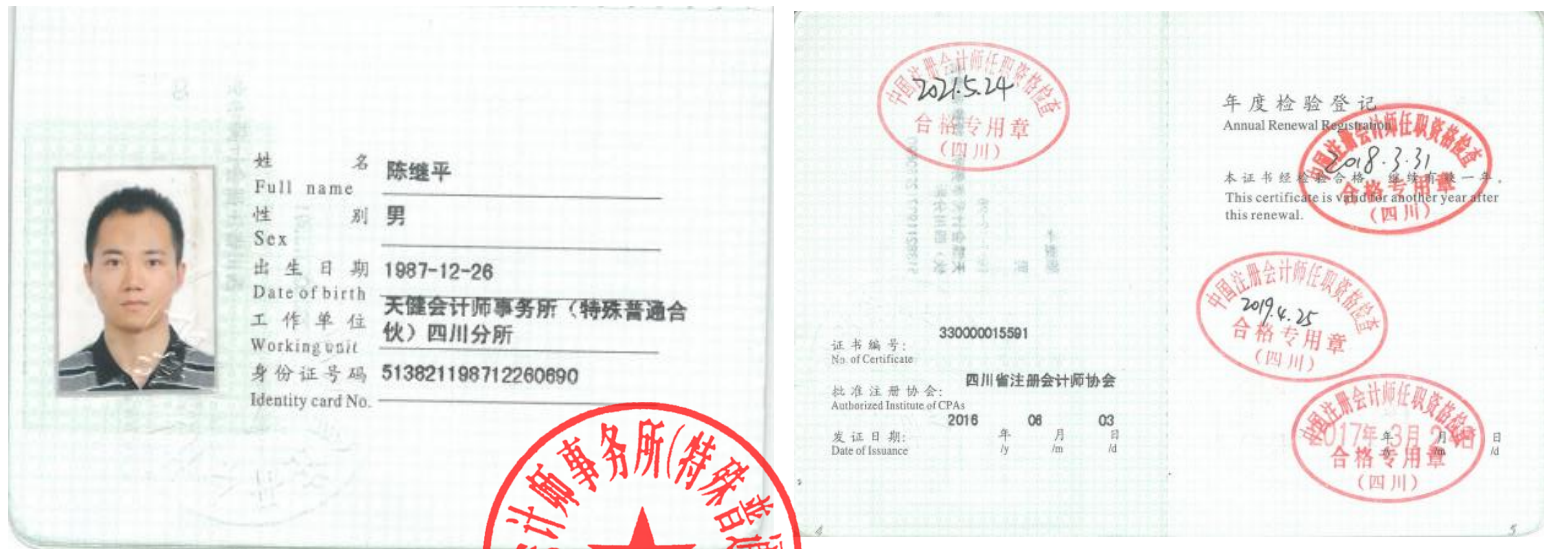 姓 名 陈继平
Full name
性 别 男
Sex
出 生 日 期 1987-12-26
Date of birth
工 作 单 位 天健会计师事务所（特殊普通合
Working unit 伙）四川分所
身 份 证 号 码 513821198712260690
Identity card No.
计师事务所(特殊普通
中国注册会计师任职资格检查
2021.5.24
合格专用章
(四川)
证 书 编 号: 330000015591
No. of Certificate
批 准 注 册 协 会: 四川省注册会计师协会
Authorized Institute of CPAs
发 证 日 期: 2016 年 06 月 03 日
Date of Issuance /y /m /d
4
年 度 检 验 登 记
Annual Renewal Registration
中国注册会计师任职资格检查
2018.3.31
本 证 书 经 检 验 合 格 ， 继 续 有 效 一 年 。
This certificate is valid for another year after
this renewal.
合格专用章
(四川)
中国注册会计师任职资格检查
2019.4.25
合格专用章
(四川)
中国注册会计师任职资格检查
2017年 3月
年 月 日
/m /d
合格专用章
(四川)
5